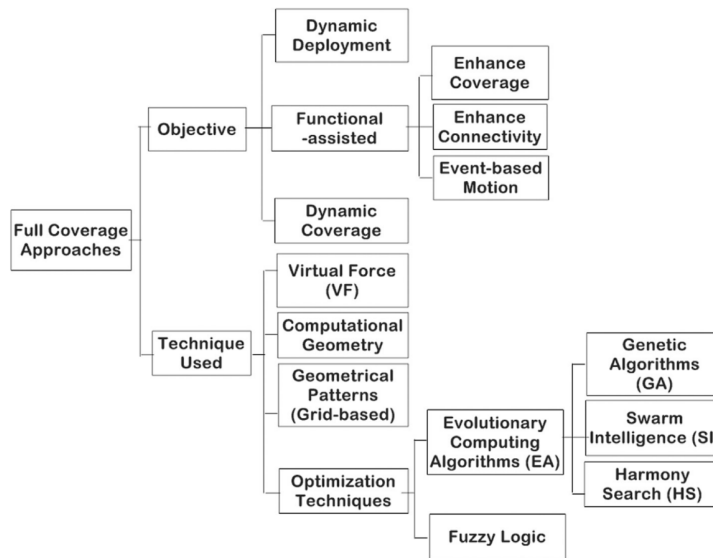 Dynamic
Deployment
Enhance
Coverage
Objective
Functional
-assisted
Enhance
Connectivity
Event-based
Motion
Full Coverage
Approaches
Dynamic
Coverage
Virtual Force
(VF)
Technique
Used
Computational
Geometry
Geometrical
Patterns
(Grid-based)
Genetic
Algorithms
(GA)
Evolutionary
Computing
Algorithms (EA)
Swarm
Intelligence (SI
Optimization
Techniques
Harmony
Search (HS)
Fuzzy Logic